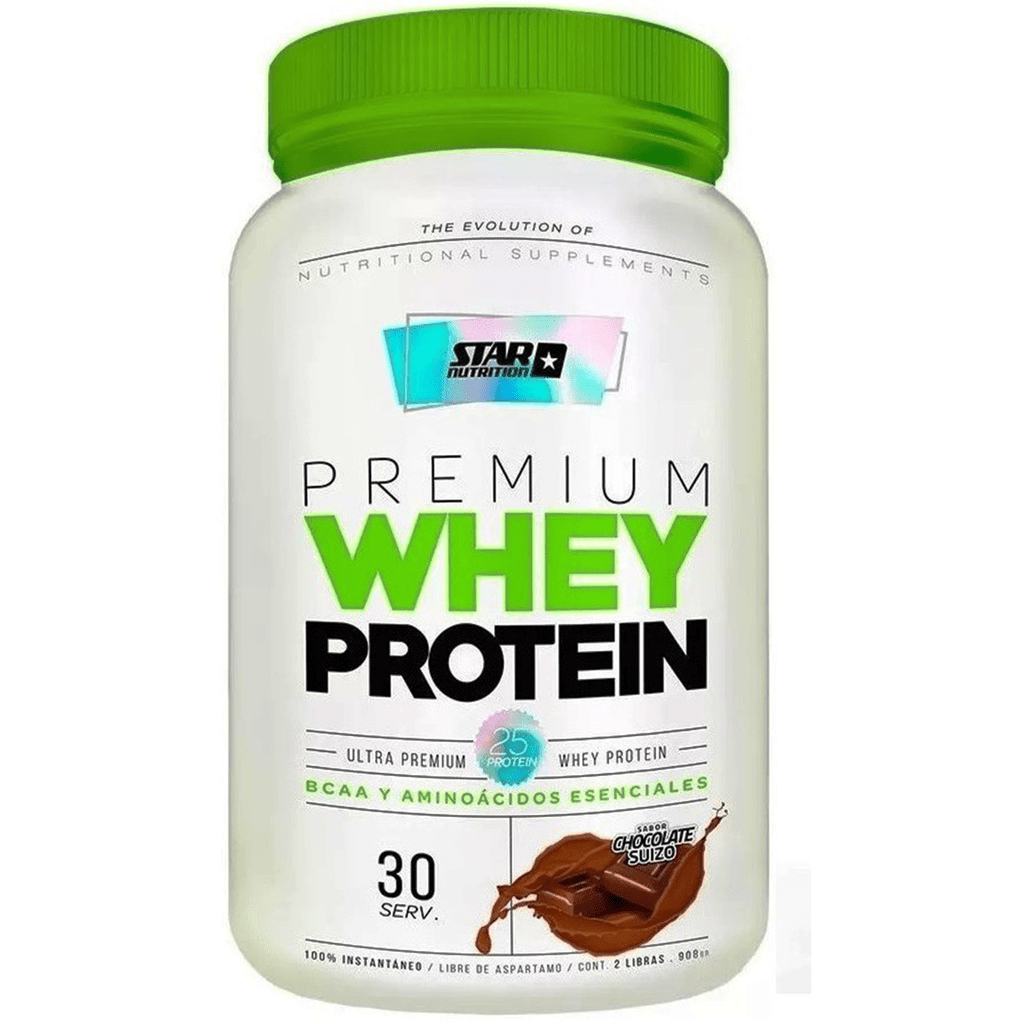 THE EVOLUTION OF
NUTRITIONAL SUPPLEMENTS
STAR
NUTRITION
PREMIUM
WHEY
PROTEIN
ULTRA PREMIUM
25
PROTEIN
WHEY PROTEIN
BCAA Y AMINOÁCIDOS ESENCIALES
30
SERV.
SABOR
CHOCOLATE
SUIZO
100% INSTANTÁNEO / LIBRE DE ASPARTAMO / CONT. 2 LIBRAS . 908gr